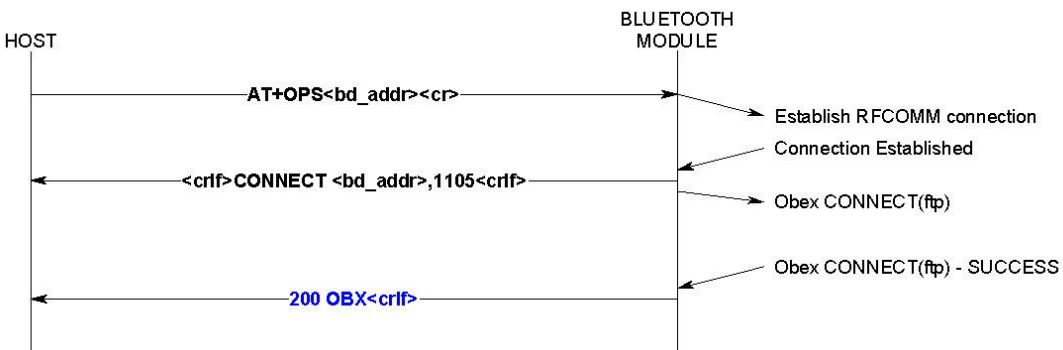 HOST
BLUETOOTH
MODULE
AT+OPS<bd_addr><cr>
Establish RFCOMM connection
Connection Established
<crlf>CONNECT <bd_addr>,1105<crlf>
Obex CONNECT(ftp)
Obex CONNECT(ftp) - SUCCESS
200 OBX<crlf>